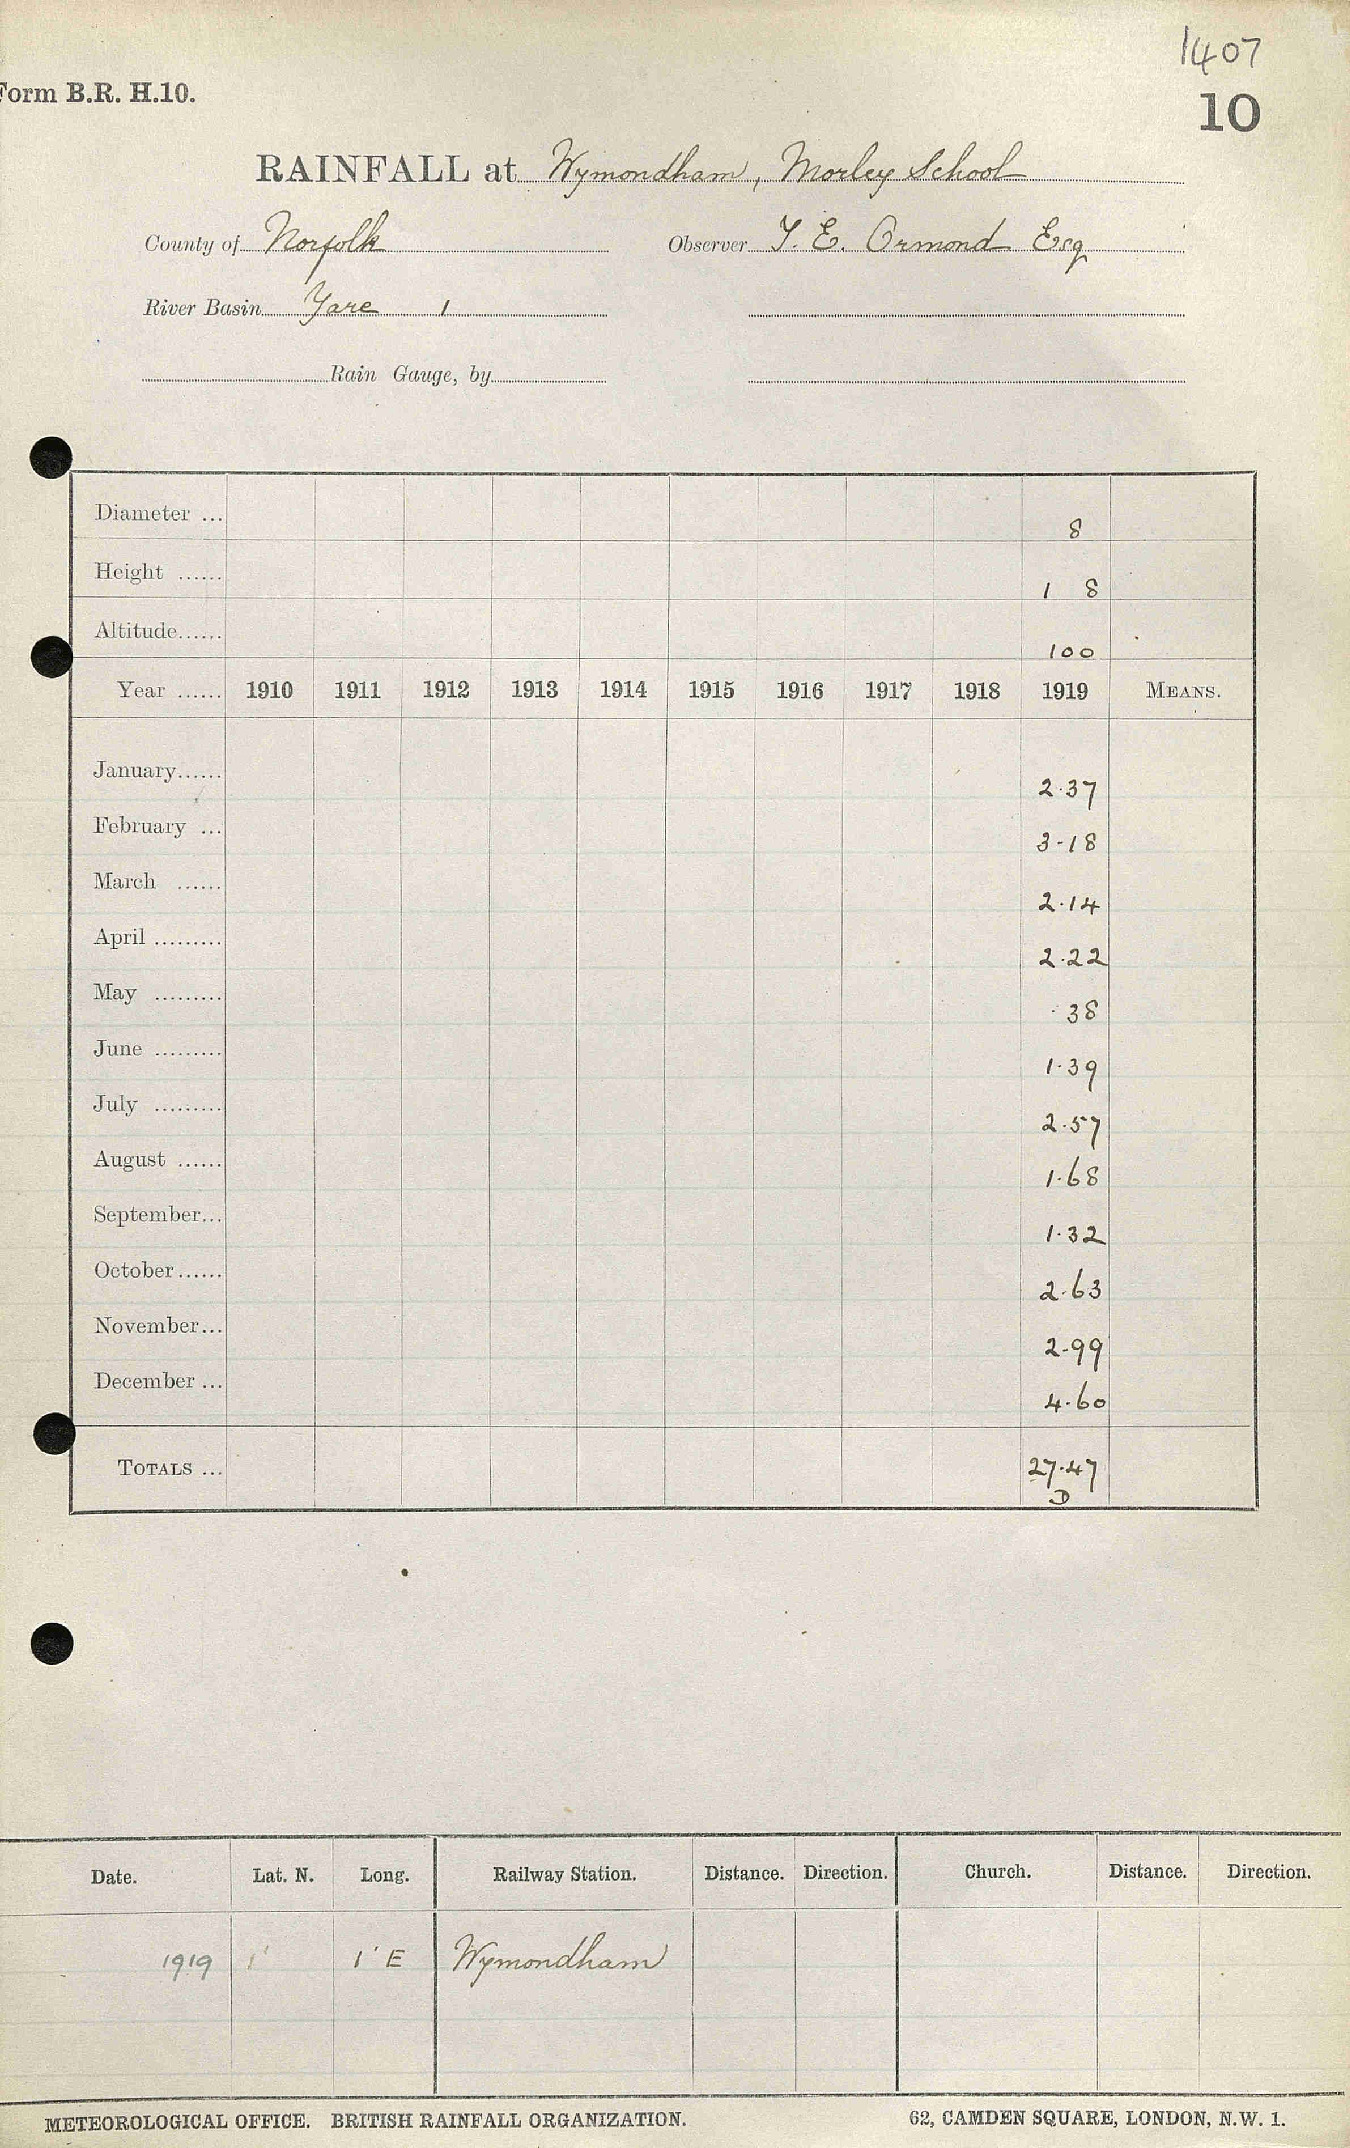 1407
Form B.R. H.10.
10
RAINFALL at Wymondham, Morley School
County of Norfolk Observer T. E. Ormond Esq
River Basin Yare 1
Rain Gauge, by
Diameter ... 8
Height ...... 1 8
Altitude...... 100
Year ...... 1910 1911 1912 1913 1914 1915 1916 1917 1918 1919 MEANS.
January...... 2.37
February ... 3.18
March ...... 2.14
April ......... 2.22
May ......... .38
June ......... 1.39
July ......... 2.57
August ...... 1.68
September... 1.32
October...... 2.63
November... 2.99
December ... 4.60
TOTALS ... 27.47
D
Date. Lat. N. Long. Railway Station. Distance. Direction. Church. Distance. Direction.
1919 1' 1' E Wymondham
METEOROLOGICAL OFFICE. BRITISH RAINFALL ORGANIZATION. 62, CAMDEN SQUARE, LONDON, N.W. 1.